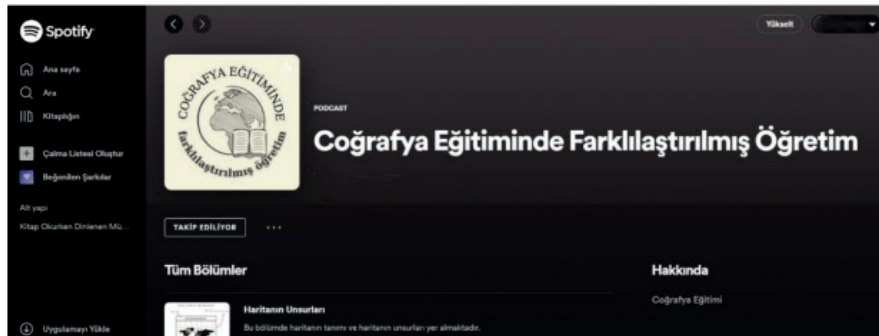 Spotify
Yükselt
Ana sayfa
Ara
Kitaplığın
Çalma Listesi Oluştur
Beğenilen Şarkılar
Alt yapi
Kitap Okurken Dinlenen Mü...
Uygulamayı Yükle
COĞRAFYA EĞİTİMİNDE
farklılaştırılmış öğretim
PODCAST
Coğrafya Eğitiminde Farklılaştırılmış Öğretim
TAKİP EDİLİYOR
Tüm Bölümler
Hakkında
Haritanın Unsurları
Coğrafya Eğitimi
Bu bölümde haritanın tanımı ve haritanın unsurları yer almaktadır.